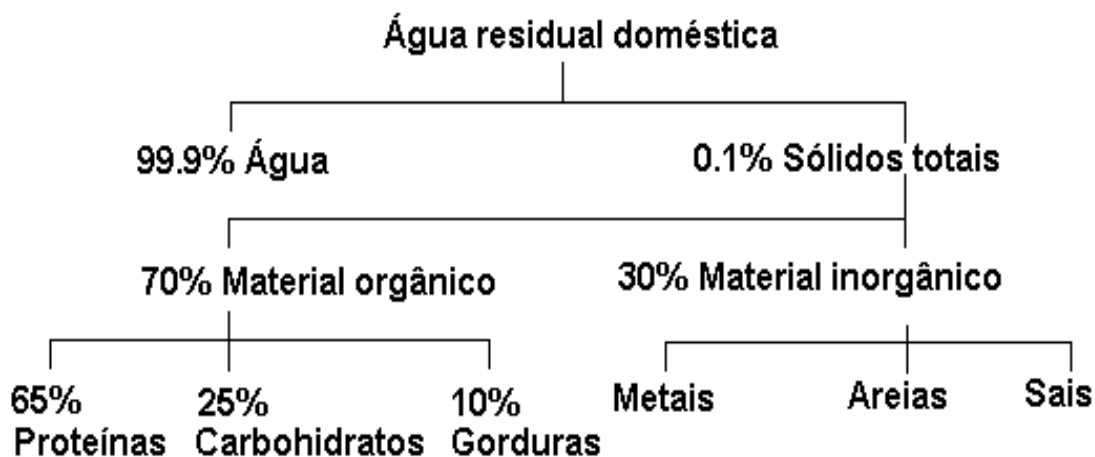 Água residual doméstica
99.9% Água
0.1% Sólidos totais
70% Material orgânico
30% Material inorgânico
65% Proteínas
25% Carbohidratos
10% Gorduras
Metais
Areias
Sais